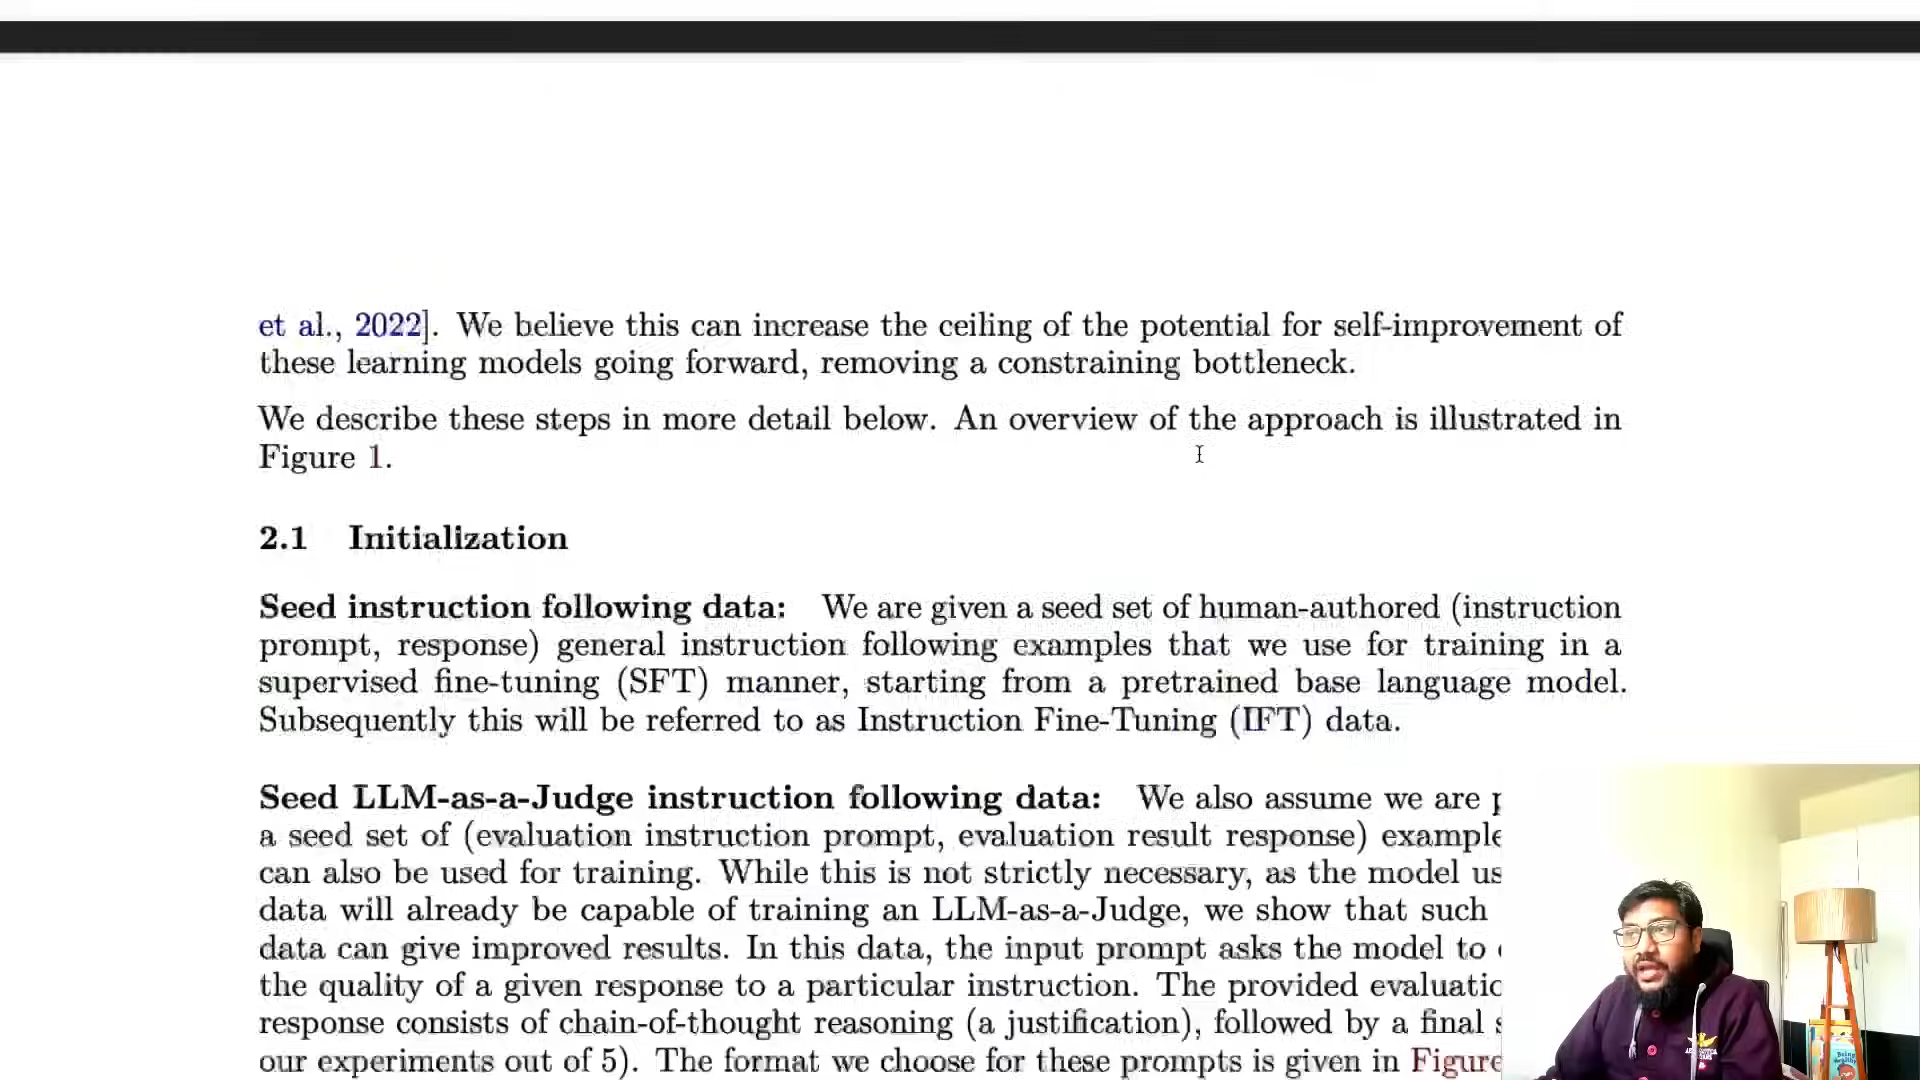 et al., 2022]. We believe this can increase the ceiling of the potential for self-improvement of
these learning models going forward, removing a constraining bottleneck.
We describe these steps in more detail below. An overview of the approach is illustrated in
Figure 1.
2.1 Initialization
Seed instruction following data: We are given a seed set of human-authored (instruction
prompt, response) general instruction following examples that we use for training in a
supervised fine-tuning (SFT) manner, starting from a pretrained base language model.
Subsequently this will be referred to as Instruction Fine-Tuning (IFT) data.
Seed LLM-as-a-Judge instruction following data: We also assume we are
a seed set of (evaluation instruction prompt, evaluation result response)
can also be used for training. While this is not strictly necessary, as the model
data will already be capable of training an LLM-as-a-Judge, we show that such
data can give improved results. In this data, the input prompt asks the model to
the quality of a given response to a particular instruction. The provided
response consists of chain-of-thought reasoning (a justification), followed by a final
our experiments out of 5). The format we choose for these prompts is given in Figure